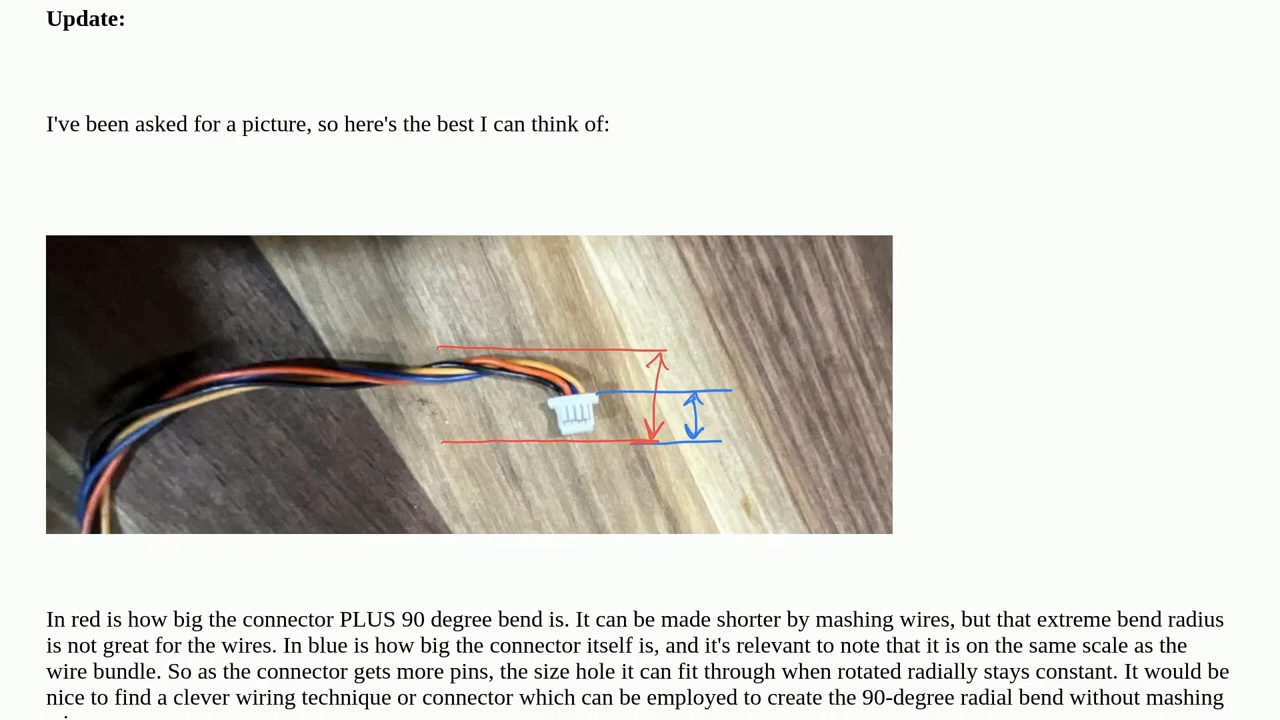 Update:
I've been asked for a picture, so here's the best I can think of:
In red is how big the connector PLUS 90 degree bend is. It can be made shorter by mashing wires, but that extreme bend radius
is not great for the wires. In blue is how big the connector itself is, and it's relevant to note that it is on the same scale as the
wire bundle. So as the connector gets more pins, the size hole it can fit through when rotated radially stays constant. It would be
nice to find a clever wiring technique or connector which can be employed to create the 90-degree radial bend without mashing